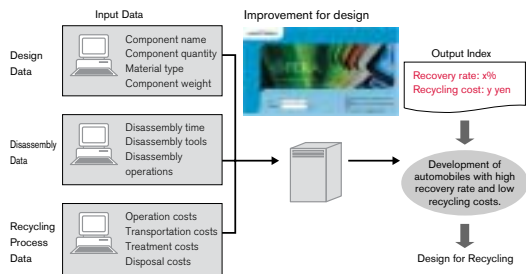 Input Data
Improvement for design
Design
Data
Component name
Component quantity
Material type
Component weight
Disassembly
Data
Disassembly time
Disassembly tools
Disassembly
operations
Recycling
Process
Data
Operation costs
Transportation costs
Treatment costs
Disposal costs
Output Index
Recovery rate: x%
Recycling cost: y yen
Development of
automobiles with high
recovery rate and low
recycling costs.
Design for Recycling